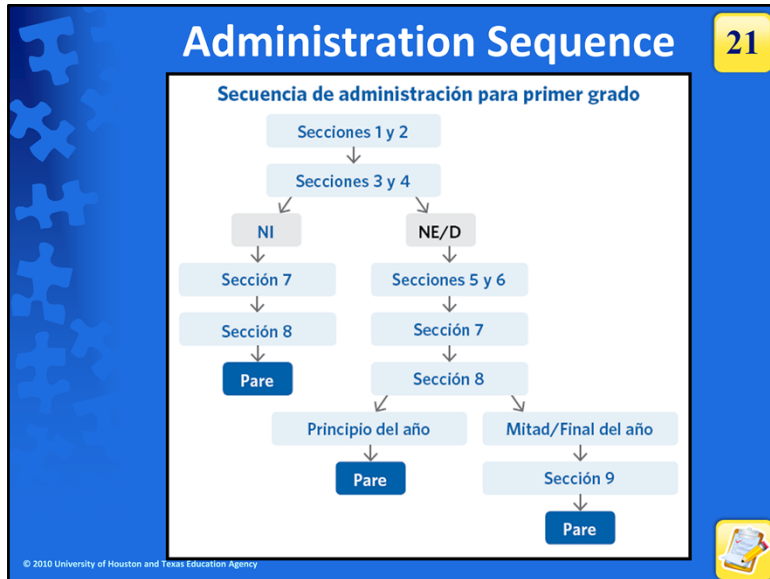 Administration Sequence
21
Secuencia de administración para primer grado
Secciones 1 y 2
Secciones 3 y 4
NI
NE/D
Sección 7
Secciones 5 y 6
Sección 8
Sección 7
Pare
Sección 8
Principio del año
Mitad/Final del año
Pare
Sección 9
Pare
© 2010 University of Houston and Texas Education Agency